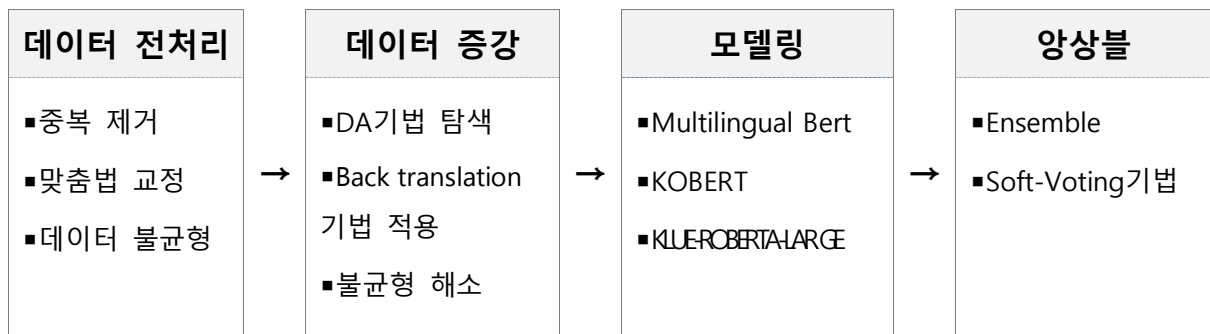 데이터 전처리
■중복 제거
■맞춤법 교정
■데이터 불균형
→
데이터 증강
■DA기법 탐색
■Back translation
기법 적용
■불균형 해소
→
모델링
■Multilingual Bert
■KOBERT
■KLUE-ROBERTA-LARGE
→
앙상블
■Ensemble
■Soft-Voting기법